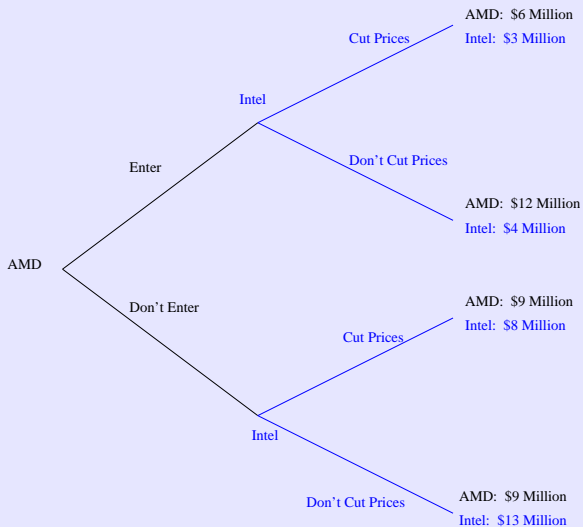 AMD: $6 Million
Cut Prices
Intel: $3 Million
Intel
Don't Cut Prices
Enter
AMD: $12 Million
Intel: $4 Million
AMD
AMD: $9 Million
Don't Enter
Intel: $8 Million
Cut Prices
Intel
AMD: $9 Million
Don't Cut Prices
Intel: $13 Million